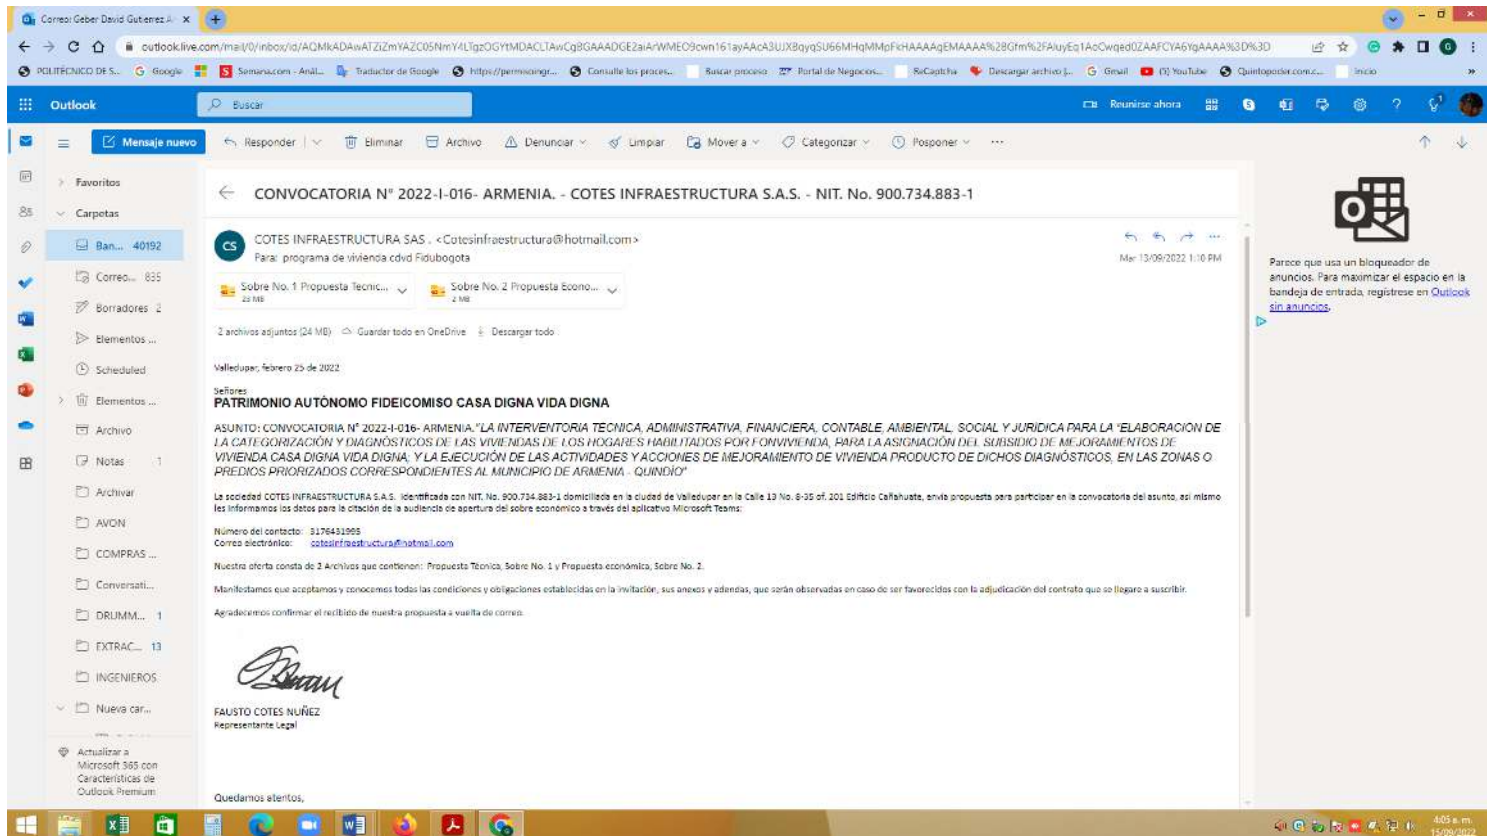 Correo: Geber David Gutierrez A
outlook.live.com/mail/0/inbox/id/
POLITÉCNICO DE S... Google Semana.com - Anál... Traductor de Google https://permisoingr... Consulte los proces... Buscar proceso Portal de Negocios... ReCaptcha Descargar archivo j... Gmail (5) YouTube Quintopoder.com.c... Inicio »
Outlook
Buscar
Reunirse ahora
Mensaje nuevo
Responder Eliminar Archivo Denunciar Limpiar Mover a Categorizar Posponer ...
Favoritos
Carpetas
Ban... 40192
Correo... 835
Borradores 2
Elementos ...
Scheduled
Elementos ...
Archivo
Notas 1
Archivar
AVON
COMPRAS ...
Conversati...
DRUMM... 1
EXTRAC... 13
INGENIEROS
Nueva car...
Actualizar a
Microsoft 365 con
Características de
Outlook Premium
CONVOCATORIA N° 2022-I-016- ARMENIA. - COTES INFRAESTRUCTURA S.A.S. - NIT. No. 900.734.883-1
CS
COTES INFRAESTRUCTURA SAS . <Cotesinfraestructura@hotmail.com>
Para: programa de vivienda cdvd Fidubogota
Mar 13/09/2022 1:10 PM
Sobre No. 1 Propuesta Tecnic...
23 MB
Sobre No. 2 Propuesta Econo...
2 MB
2 archivos adjuntos (24 MB) Guardar todo en OneDrive Descargar todo
Valledupar, febrero 25 de 2022
Señores
PATRIMONIO AUTÓNOMO FIDEICOMISO CASA DIGNA VIDA DIGNA
ASUNTO: CONVOCATORIA N° 2022-I-016- ARMENIA."LA INTERVENTORIA TÉCNICA, ADMINISTRATIVA, FINANCIERA, CONTABLE, AMBIENTAL, SOCIAL Y JURÍDICA PARA LA "ELABORACIÓN DE
LA CATEGORIZACIÓN Y DIAGNÓSTICOS DE LAS VIVIENDAS DE LOS HOGARES HABILITADOS POR FONVIVIENDA, PARA LA ASIGNACIÓN DEL SUBSIDIO DE MEJORAMIENTOS DE
VIVIENDA CASA DIGNA VIDA DIGNA; Y LA EJECUCIÓN DE LAS ACTIVIDADES Y ACCIONES DE MEJORAMIENTO DE VIVIENDA PRODUCTO DE DICHOS DIAGNÓSTICOS, EN LAS ZONAS O
PREDIOS PRIORIZADOS CORRESPONDIENTES AL MUNICIPIO DE ARMENIA - QUINDÍO"
La sociedad COTES INFRAESTRUCTURA S.A.S. identificada con NIT. No. 900.734.883-1 domiciliada en la ciudad de Valledupar en la Calle 13 No. 8-35 of. 201 Edificio Cañahuate, envía propuesta para participar en la convocatoria del asunto, así mismo
les informamos los datos para la citación de la audiencia de apertura del sobre económico a través del aplicativo Microsoft Teams:
Número del contacto: 3176431995
Correo electrónico: cotesinfraestructura@hotmail.com
Nuestra oferta consta de 2 Archivos que contienen: Propuesta Técnica, Sobre No. 1 y Propuesta económica, Sobre No. 2.
Manifestamos que aceptamos y conocemos todas las condiciones y obligaciones establecidas en la invitación, sus anexos y adendas, que serán observadas en caso de ser favorecidos con la adjudicación del contrato que se llegare a suscribir.
Agradecemos confirmar el recibido de nuestra propuesta a vuelta de correo.
FAUSTO COTES NUÑEZ
Representante Legal
Quedamos atentos,
Parece que usa un bloqueador de
anuncios. Para maximizar el espacio en la
bandeja de entrada, regístrese en Outlook
sin anuncios.
4:05 a. m.
15/09/2022